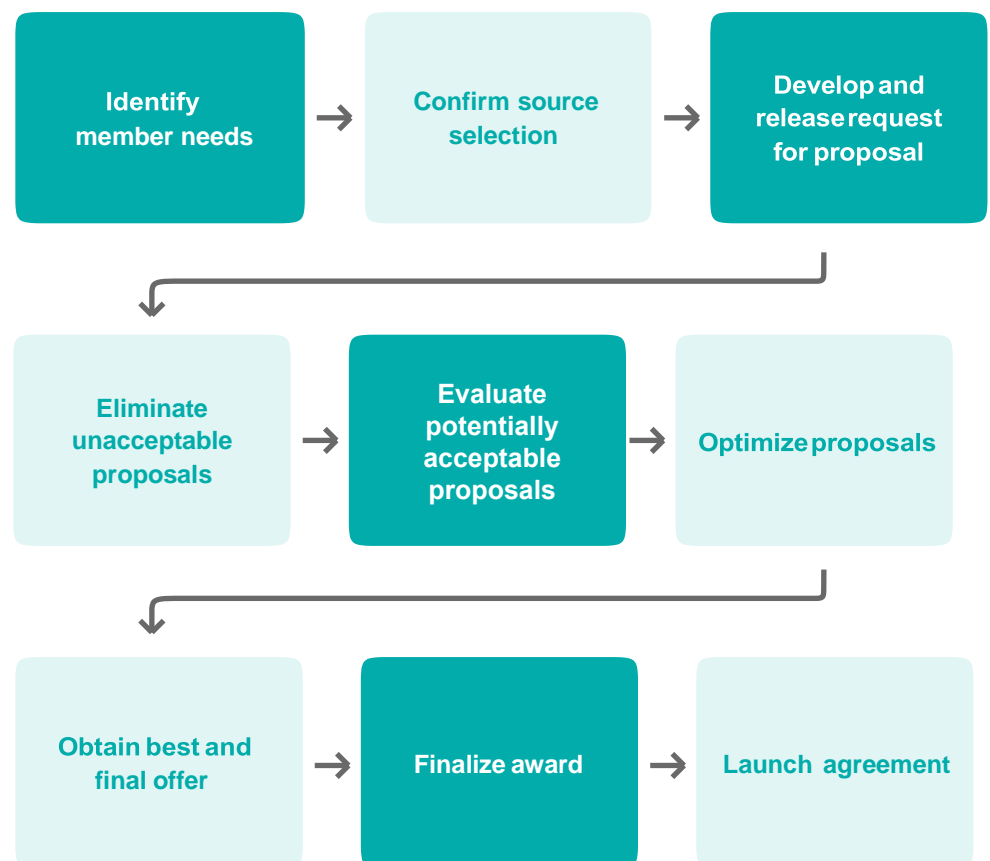 Identify
member needs
Confirm source
selection
Develop and
release request
for proposal
Eliminate
unacceptable
proposals
Evaluate
potentially
acceptable
proposals
Optimize proposals
Obtain best and
final offer
Finalize award
Launch agreement